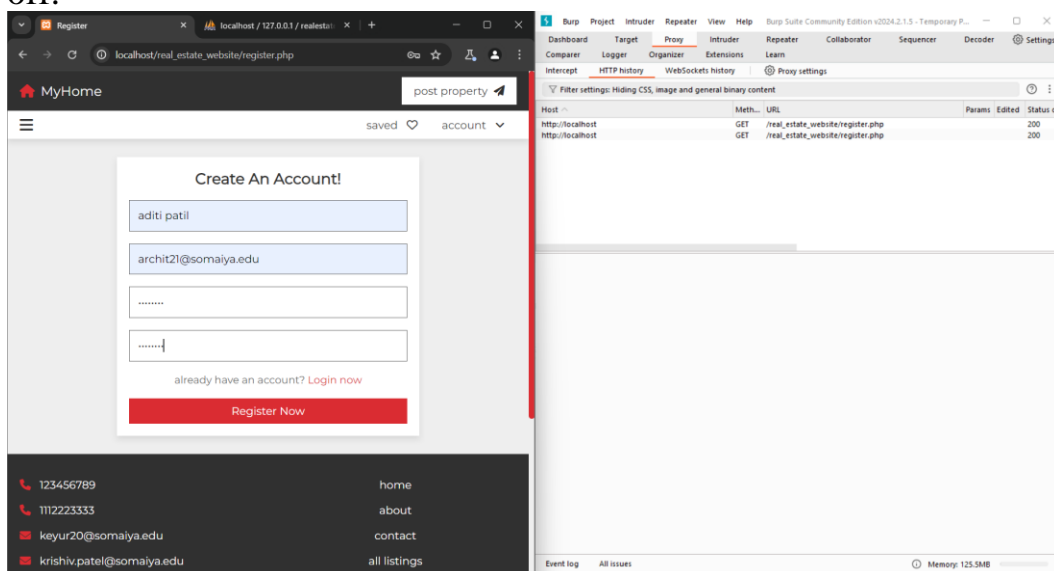 off.
Register
localhost / 127.0.0.1 / realestat
localhost/real_estate_website/register.php
MyHome
post property
saved
account
Create An Account!
aditi patil
archit21@somaiya.edu
........
........
already have an account? Login now
Register Now
123456789
home
1112223333
about
keyur20@somaiya.edu
contact
krishiv.patel@somaiya.edu
all listings
Burp Project Intruder Repeater View Help Burp Suite Community Edition v2024.2.1.5 - Temporary P...
Dashboard Target Proxy Intruder Repeater Collaborator Sequencer Decoder Settings
Comparer Logger Organizer Extensions Learn
Intercept HTTP history WebSockets history Proxy settings
Filter settings: Hiding CSS, image and general binary content
Host Meth... URL Params Edited Status c
http://localhost GET /real_estate_website/register.php 200
http://localhost GET /real_estate_website/register.php 200
Event log All issues Memory: 125.5MB